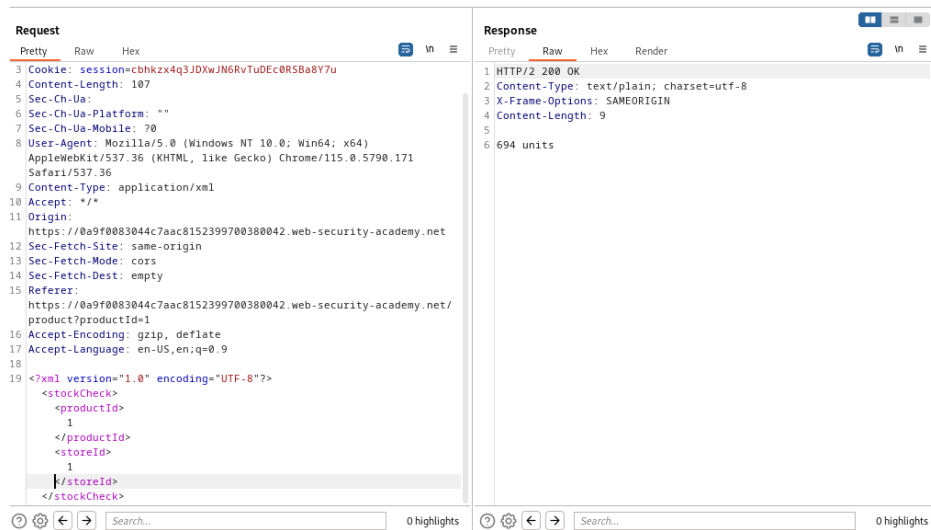 Request
Pretty Raw Hex \n
3 Cookie: session=cbhkzx4q3JDXwJN6RvTuDEc0RSBa8Y7u
4 Content-Length: 107
5 Sec-Ch-Ua:
6 Sec-Ch-Ua-Platform: ""
7 Sec-Ch-Ua-Mobile: ?0
8 User-Agent: Mozilla/5.0 (Windows NT 10.0; Win64; x64)
AppleWebKit/537.36 (KHTML, like Gecko) Chrome/115.0.5790.171
Safari/537.36
9 Content-Type: application/xml
10 Accept: */*
11 Origin:
https://0a9f0083044c7aac8152399700380042.web-security-academy.net
12 Sec-Fetch-Site: same-origin
13 Sec-Fetch-Mode: cors
14 Sec-Fetch-Dest: empty
15 Referer:
https://0a9f0083044c7aac8152399700380042.web-security-academy.net/
product?productId=1
16 Accept-Encoding: gzip, deflate
17 Accept-Language: en-US,en;q=0.9
18
19 <?xml version="1.0" encoding="UTF-8"?>
<stockCheck>
<productId>
1
</productId>
<storeId>
1
</storeId>
</stockCheck>
Search...
0 highlights
Response
Pretty Raw Hex Render \n
1 HTTP/2 200 OK
2 Content-Type: text/plain; charset=utf-8
3 X-Frame-Options: SAMEORIGIN
4 Content-Length: 9
5
6 694 units
Search...
0 highlights